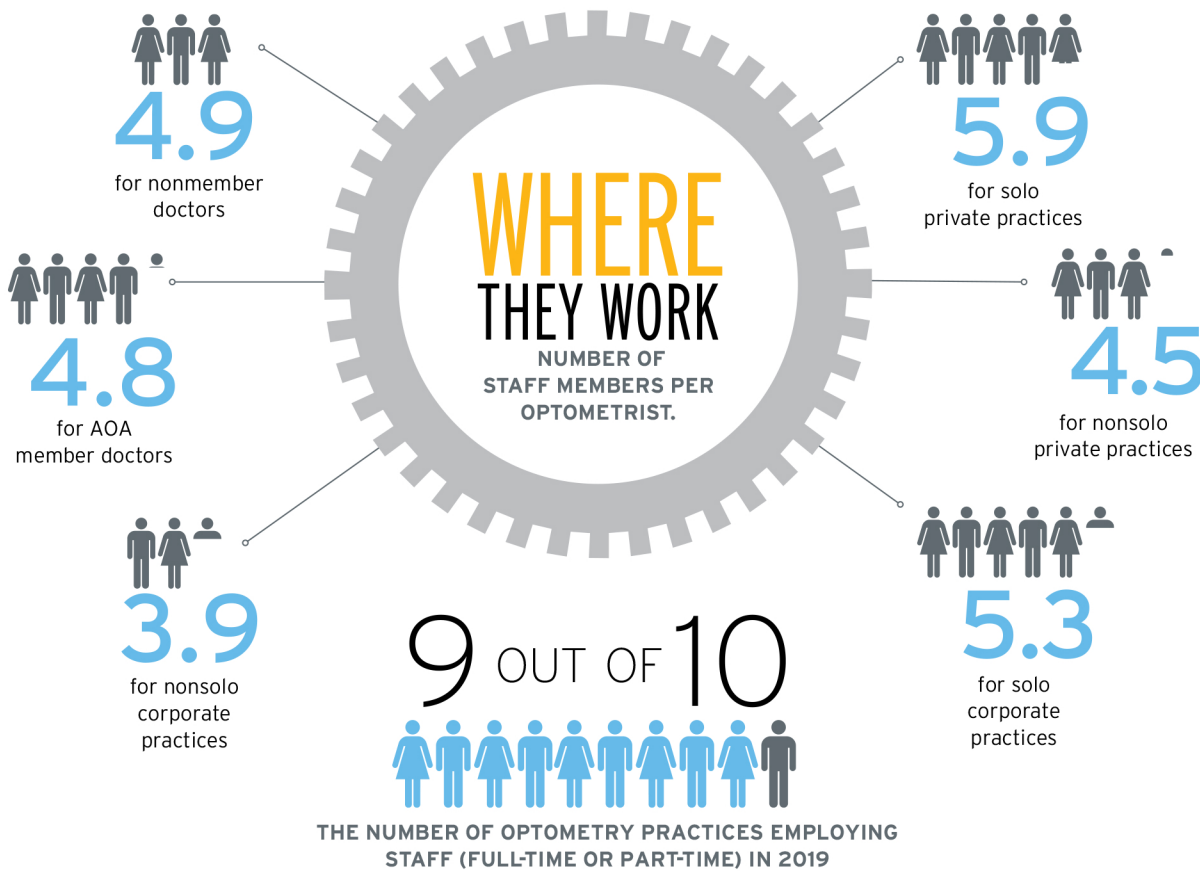 4.9
for nonmember
doctors
4.8
for AOA
member doctors
3.9
for nonsolo
corporate
practices
WHERE
THEY WORK
NUMBER OF
STAFF MEMBERS PER
OPTOMETRIST.
5.9
for solo
private practices
4.5
for nonsolo
private practices
5.3
for solo
corporate
practices
9 OUT OF 10
THE NUMBER OF OPTOMETRY PRACTICES EMPLOYING
STAFF (FULL-TIME OR PART-TIME) IN 2019